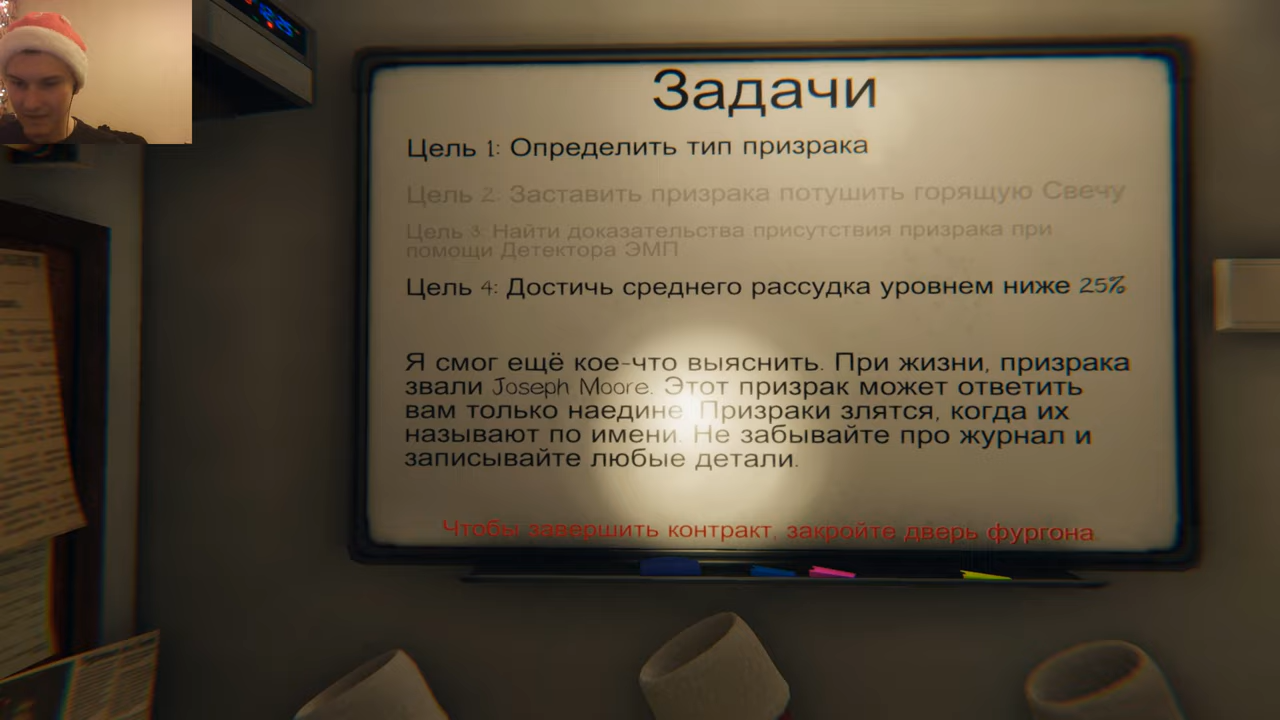 12:25
Задачи
Цель 1: Определить тип призрака
Цель 2: Заставить призрака потушить горящую Свечу
Цель 3: Найти доказательства присутствия призрака при
помощи Детектора ЭМП
Цель 4: Достичь среднего рассудка уровнем ниже 25%
Я смог ещё кое-что выяснить. При жизни, призрака
звали Joseph Moore. Этот призрак может ответить
вам только наедине. Призраки злятся, когда их
называют по имени. Не забывайте про журнал и
записывайте любые детали.
Чтобы завершить контракт, закройте дверь фургона.